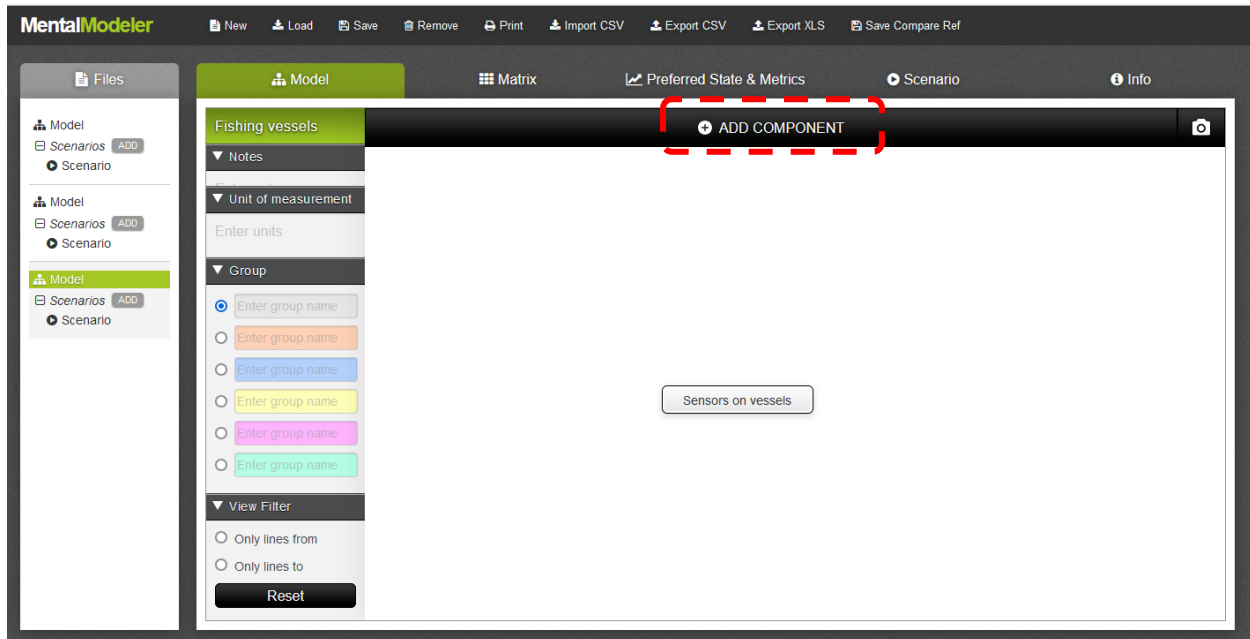 MentalModeler
New Load Save Remove Print Import CSV Export CSV Export XLS Save Compare Ref
Files
Model Matrix Preferred State & Metrics Scenario Info
Model
Scenarios ADD
Scenario
Model
Scenarios ADD
Scenario
Model
Scenarios ADD
Scenario
Fishing vessels
ADD COMPONENT
Notes
Unit of measurement
Enter units
Group
Enter group name
Enter group name
Enter group name
Enter group name
Enter group name
Enter group name
View Filter
Only lines from
Only lines to
Reset
Sensors on vessels